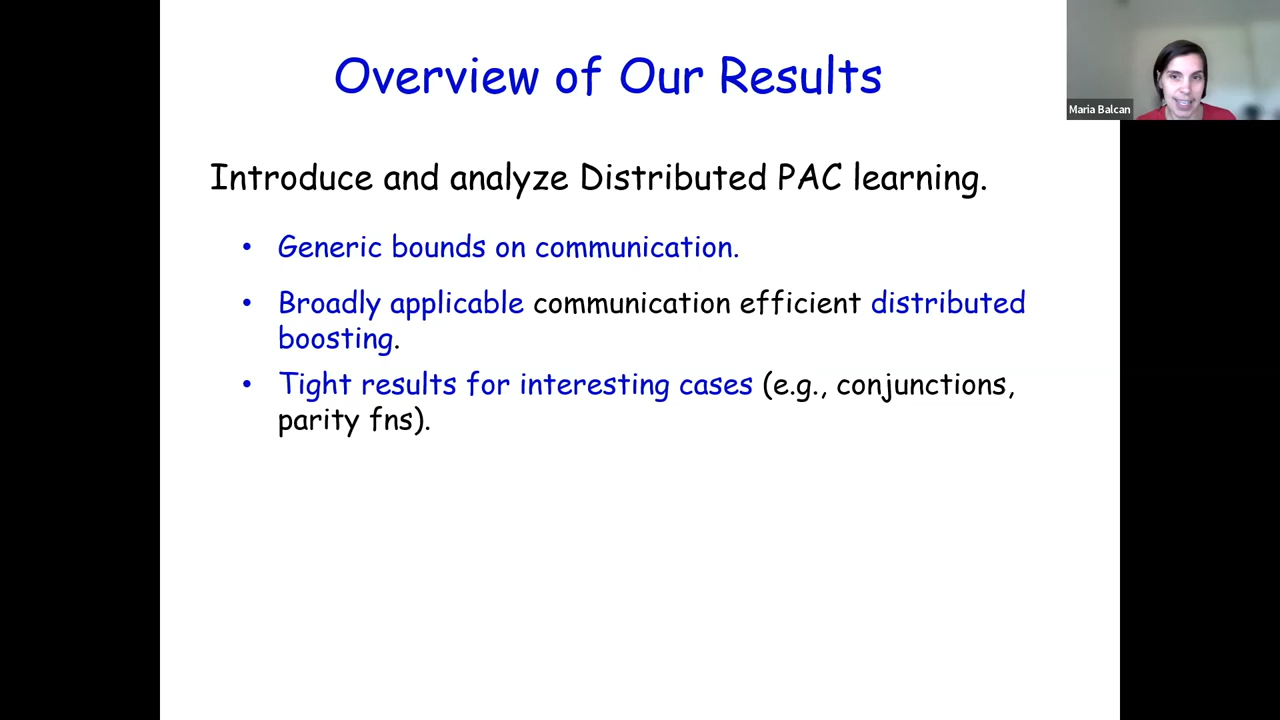 Overview of Our Results
Maria Balcan
Introduce and analyze Distributed PAC learning.
• Generic bounds on communication.
• Broadly applicable communication efficient distributed
boosting.
• Tight results for interesting cases (e.g., conjunctions,
parity fns).